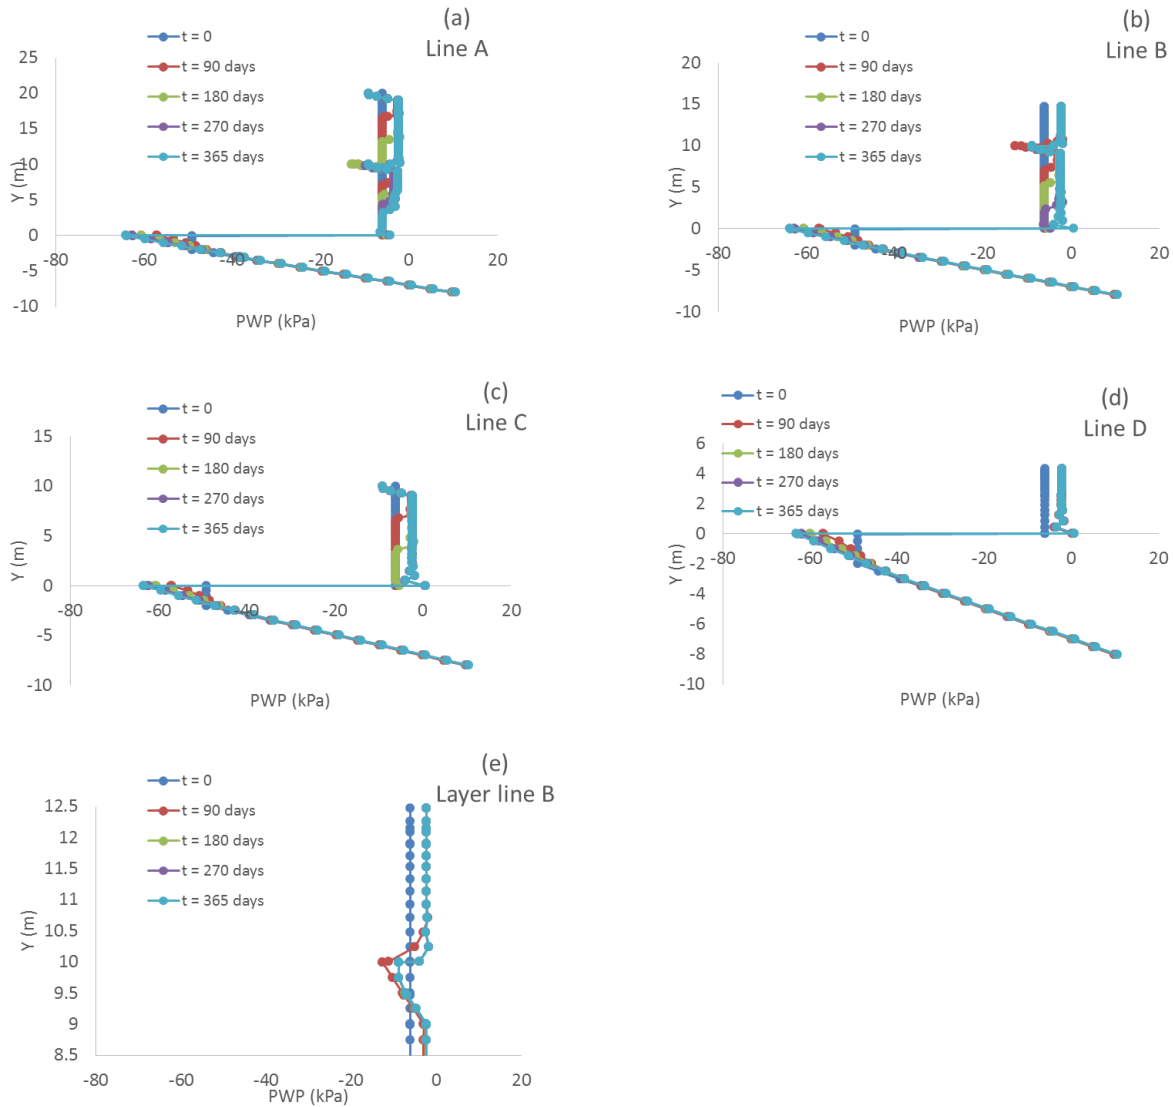 (a)
Line A
t = 0
t = 90 days
t = 180 days
t = 270 days
t = 365 days
25
20
15
10
5
0
-5
-10
-80
-60
-40
-20
0
20
Y (m)
PWP (kPa)
(b)
Line B
t = 0
t = 90 days
t = 180 days
t = 270 days
t = 365 days
20
15
10
5
0
-5
-10
-80
-60
-40
-20
0
20
Y (m)
PWP (kPa)
(c)
Line C
t = 0
t = 90 days
t = 180 days
t = 270 days
t = 365 days
15
10
5
0
-5
-10
-80
-60
-40
-20
0
20
Y (m)
PWP (kPa)
(d)
Line D
t = 0
t = 90 days
t = 180 days
t = 270 days
t = 365 days
6
4
2
0
-2
-4
-6
-8
-10
-80
-60
-40
-20
0
20
Y (m)
PWP (kPa)
(e)
Layer line B
t = 0
t = 90 days
t = 180 days
t = 270 days
t = 365 days
12.5
12
11.5
11
10.5
10
9.5
9
8.5
-80
-60
-40
-20
0
20
Y (m)
PWP (kPa)